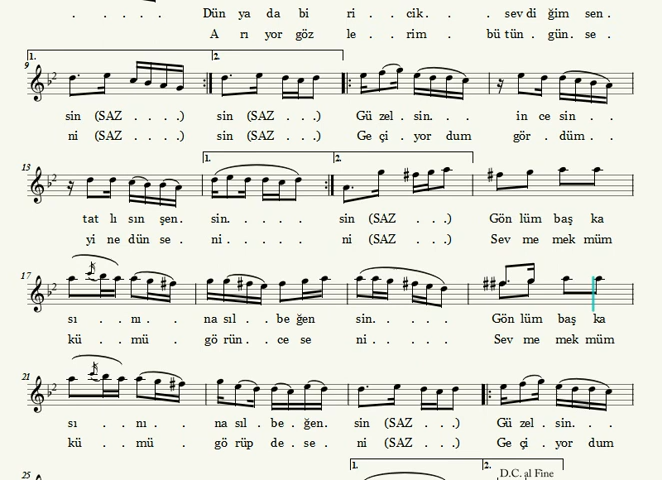 . . . . Dün ya da bi ri . . cik . . . sev di ğim sen .
A rı yor göz le . . rim . bü tün . gün . se .
1. 2.
9
sin (SAZ . . . .) sin (SAZ . . .) Gü zel . sin . . . in ce sin . .
ni (SAZ . . . .) sin (SAZ . . .) Ge çi . yor dum gör . düm . .
1. 2.
13
tat lı sın şen . sin . . . . . sin (SAZ . . .) Gön lüm baş ka
yi ne dün se . ni . . . . . ni (SAZ . . .) Sev me mek müm
17
sı . . nı . . na sıl . be ğen sin . . . . Gön lüm baş ka
kü . . mü . gö rün . ce se ni . . . . Sev me mek müm
21
sı . . nı . . na sıl . be . ğen . sin (SAZ . . .) Gü zel . sin . . .
kü . . mü . gö rüp de . se . ni (SAZ . . .) Ge çi . yor dum
1. 2. D.C. al Fine
25